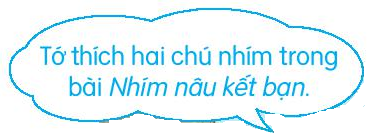 Tớ thích hai chú nhím trong
bài Nhím nâu kết bạn.